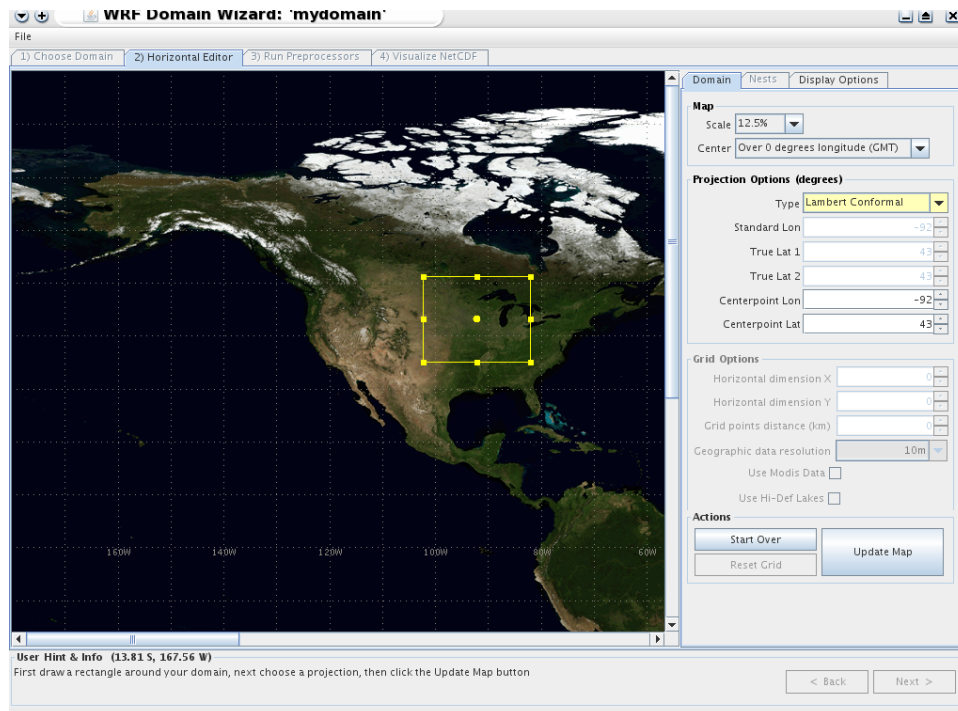 WRF Domain Wizard: 'mydomain'
File
1) Choose Domain
2) Horizontal Editor
3) Run Preprocessors
4) Visualize NetCDF
160W
140W
120W
100W
80W
60W
Domain
Nests
Display Options
Map
Scale 12.5%
Center Over 0 degrees longitude (GMT)
Projection Options (degrees)
Type Lambert Conformal
Standard Lon -92
True Lat 1 43
True Lat 2 43
Centerpoint Lon -92
Centerpoint Lat 43
Grid Options
Horizontal dimension X 0
Horizontal dimension Y 0
Grid points distance (km) 0
Geographic data resolution 10m
Use Modis Data
Use Hi-Def Lakes
Actions
Start Over
Update Map
Reset Grid
User Hint & Info (13.81 S, 167.56 W)
First draw a rectangle around your domain, next choose a projection, then click the Update Map button
< Back
Next >